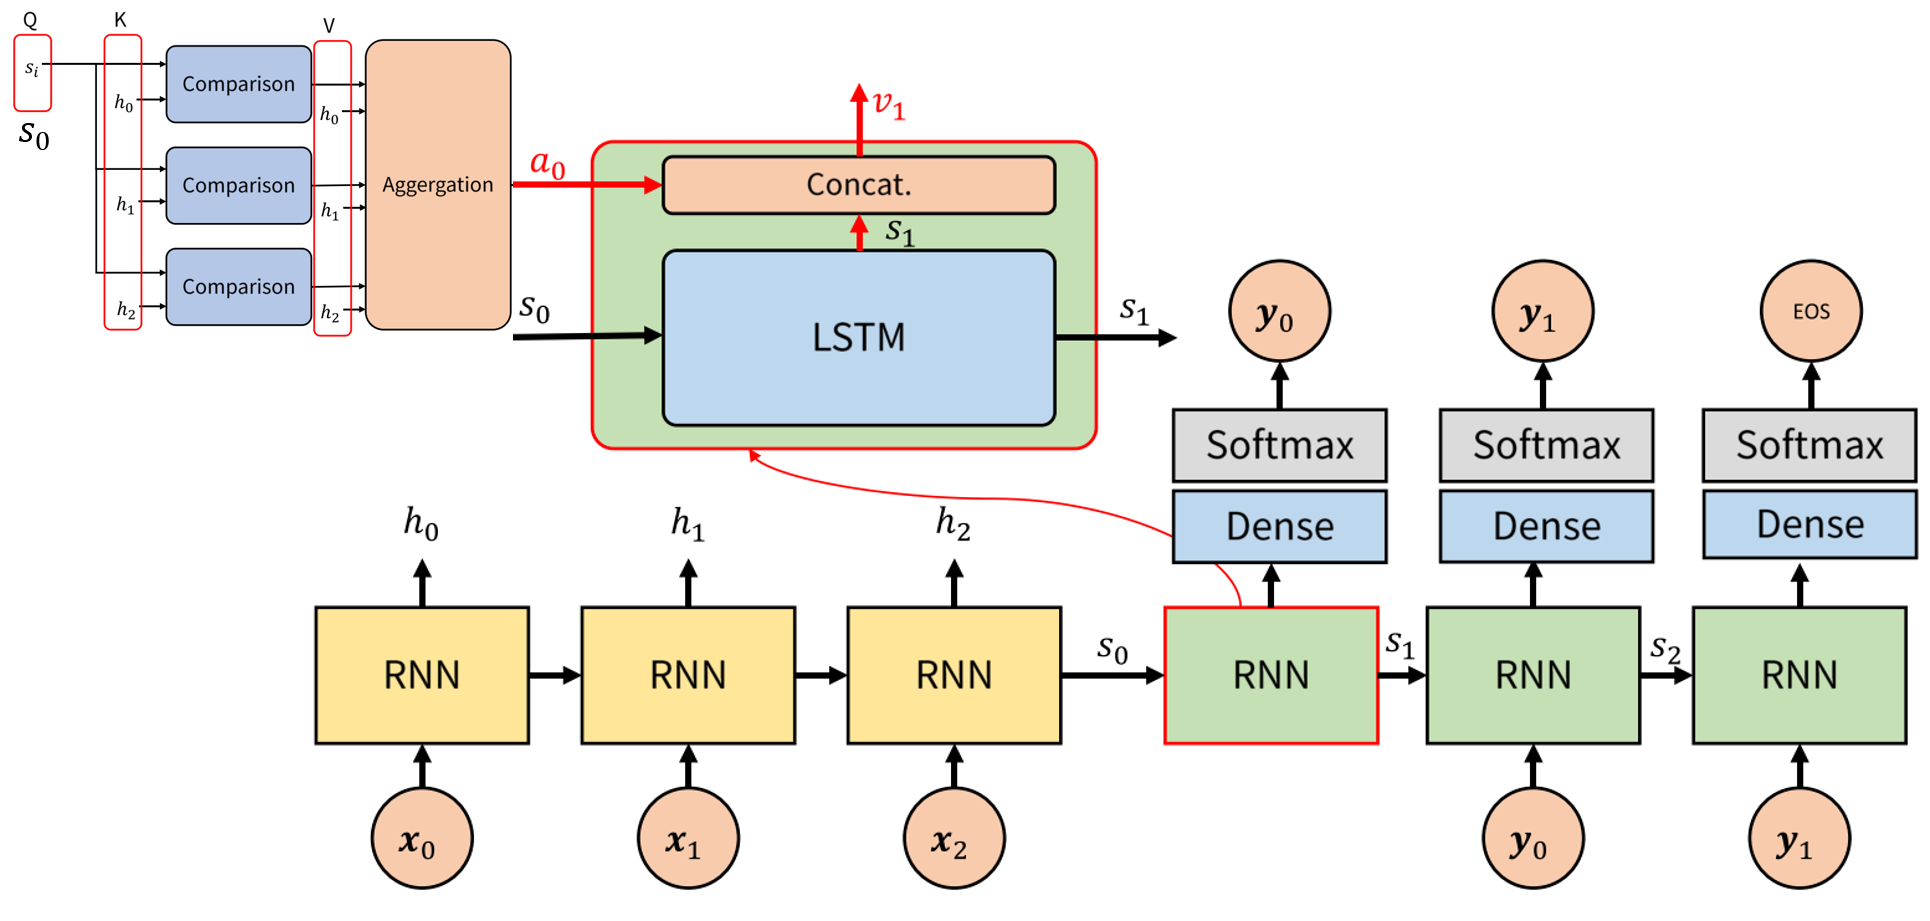 Q K V
s_i
s_0
h_0 Comparison h_0
h_1 Comparison h_1
h_2 Comparison h_2
Aggergation
a_0
v_1
Concat.
s_1
s_0 LSTM s_1
y_0 y_1 EOS
Softmax Softmax Softmax
Dense Dense Dense
h_0 h_1 h_2
RNN RNN RNN s_0 RNN s_1 RNN s_2 RNN
x_0 x_1 x_2 y_0 y_1